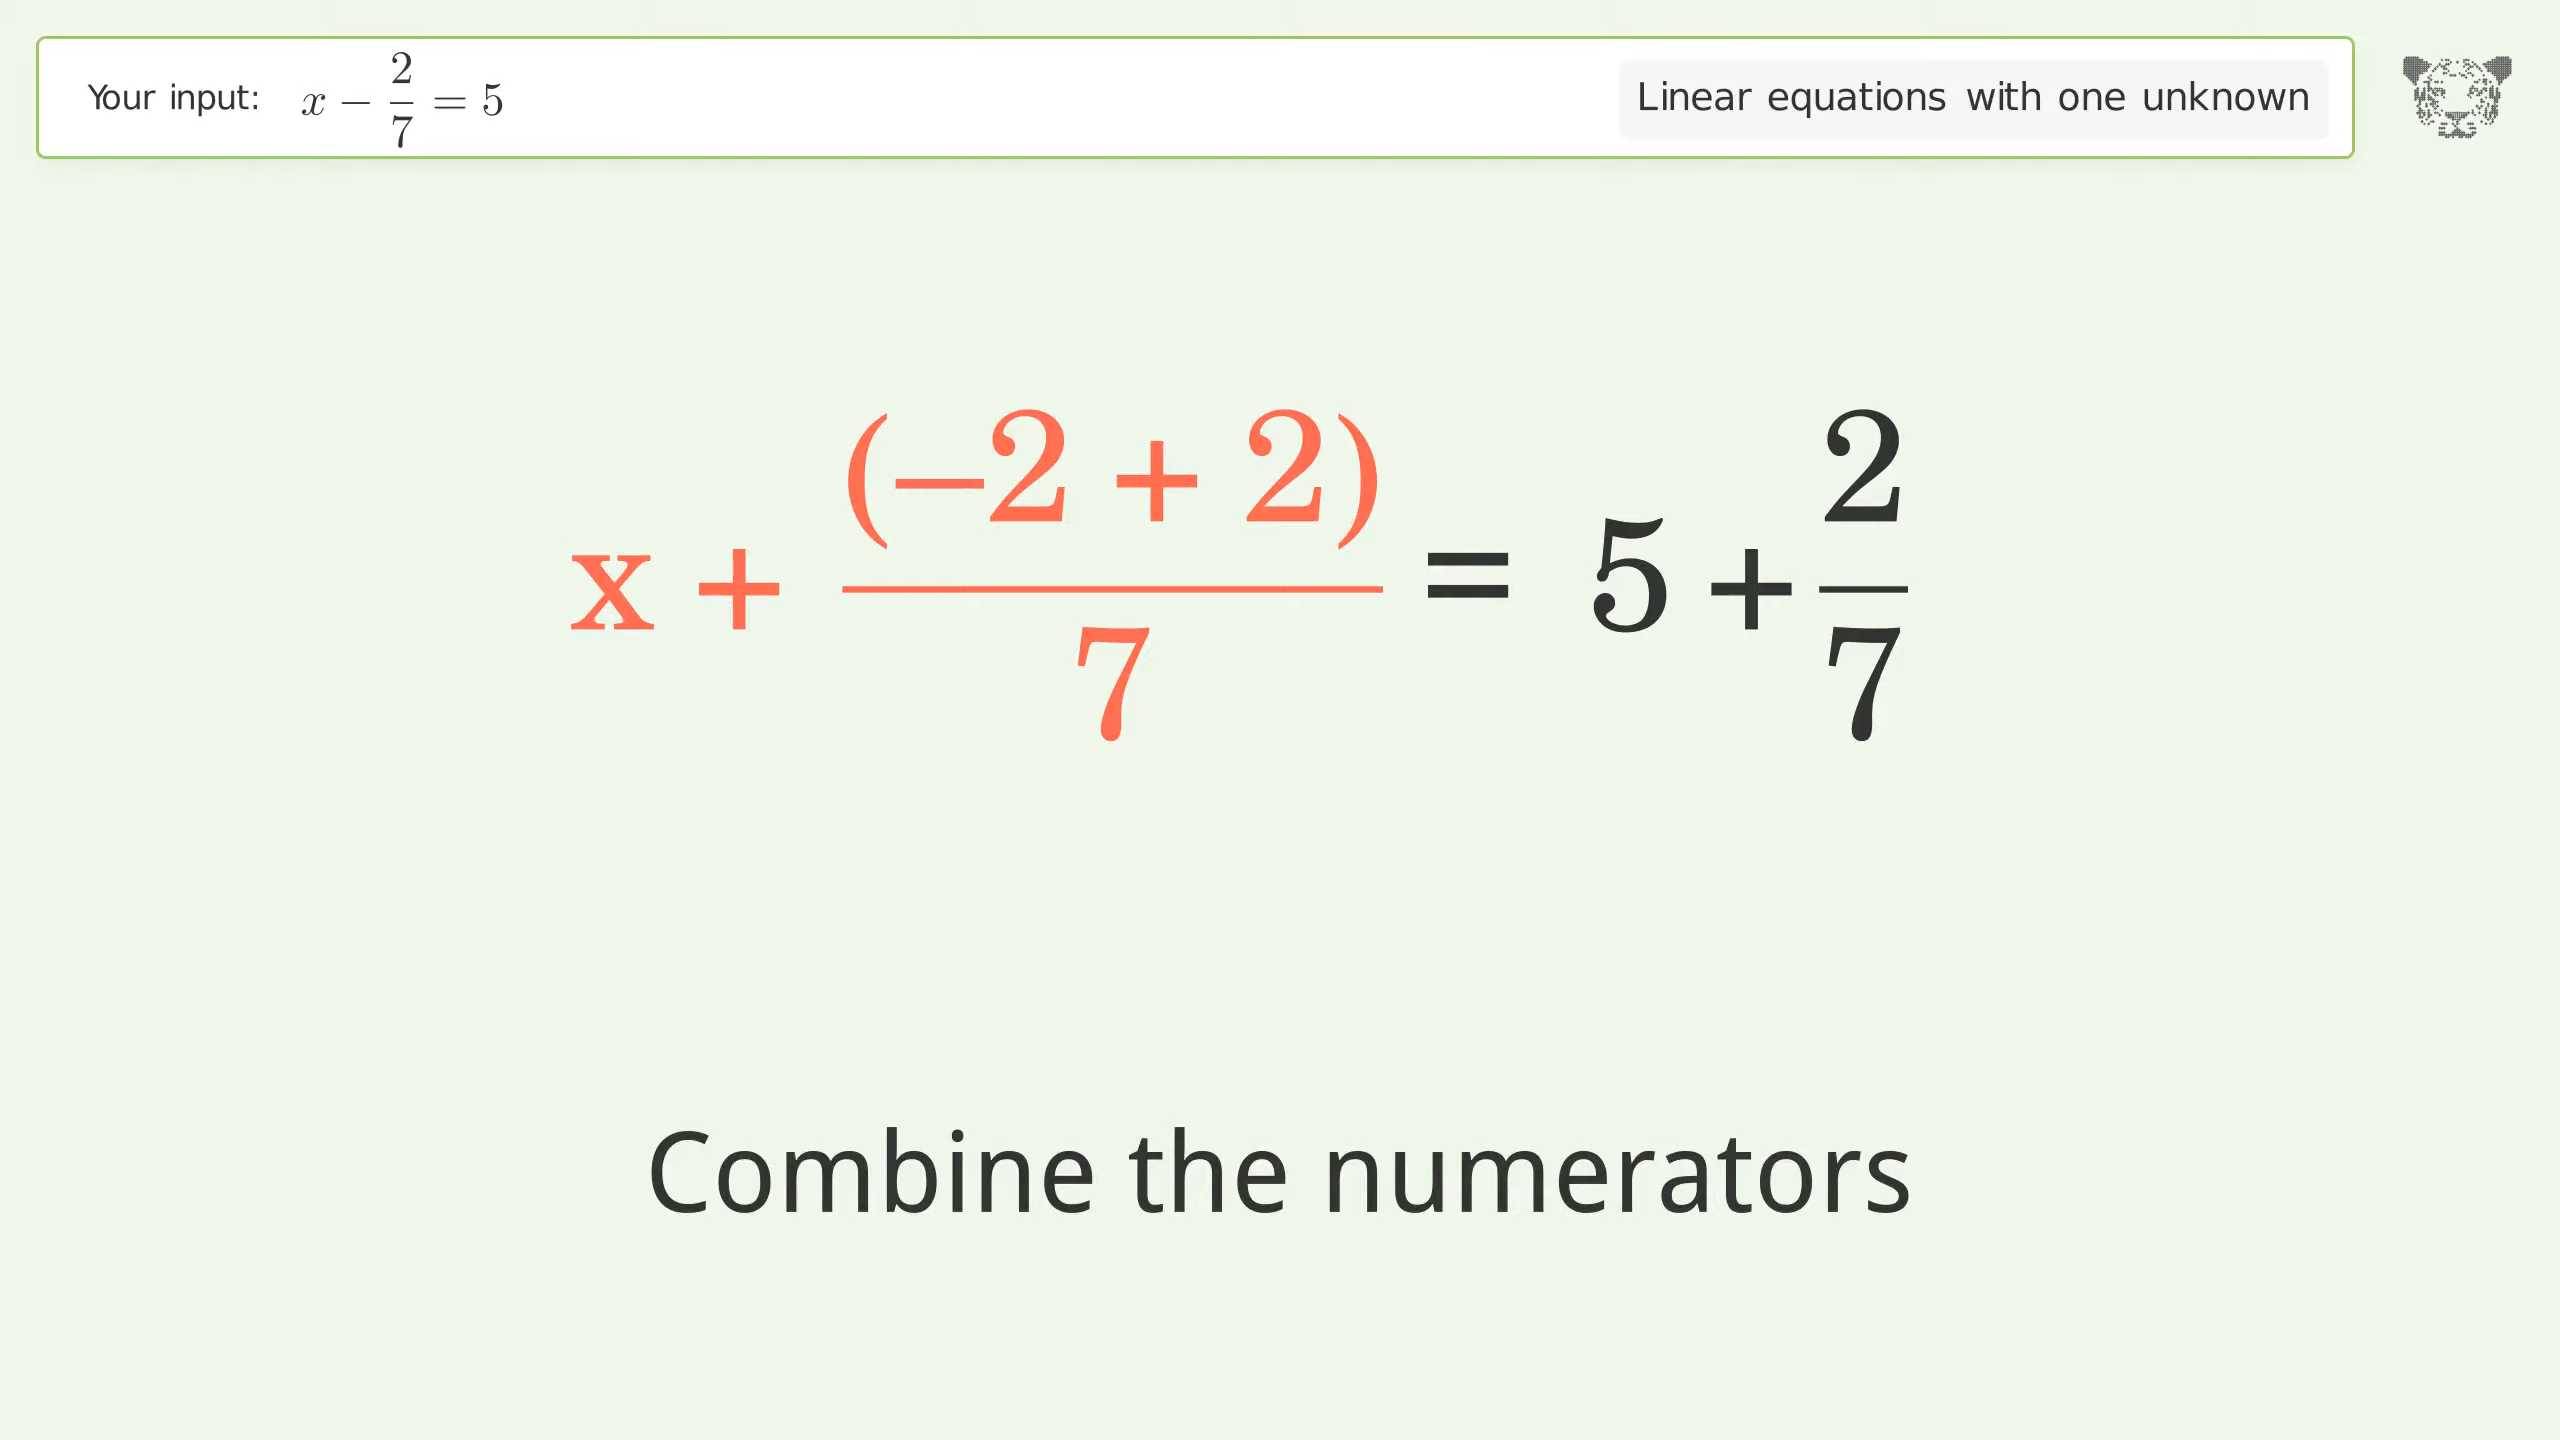 Your input: x − 2/7 = 5
Linear equations with one unknown
x + (−2 + 2)/7 = 5 + 2/7
Combine the numerators